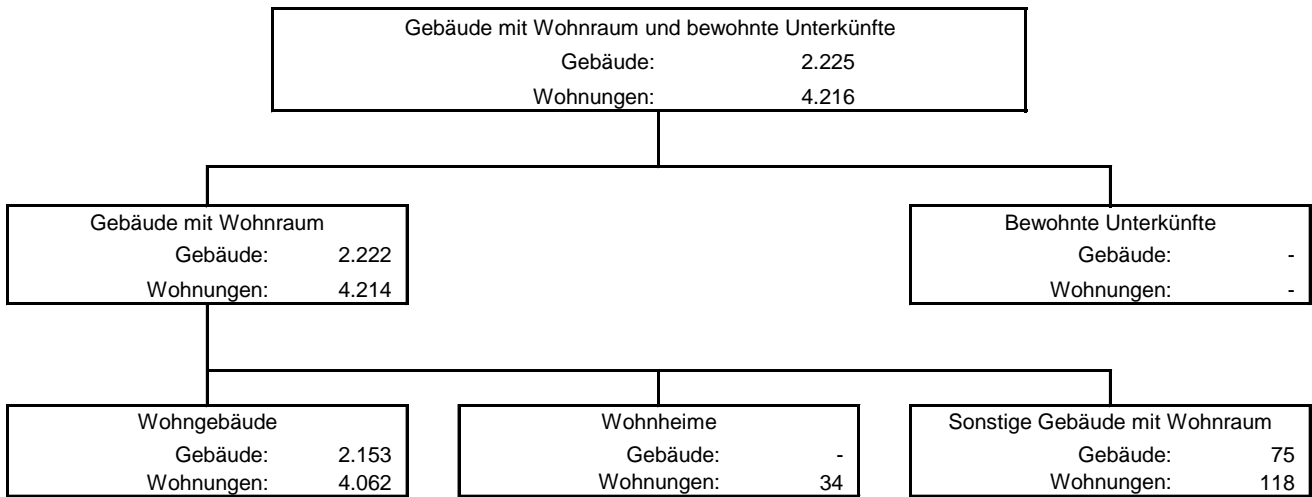 Gebäude mit Wohnraum und bewohnte Unterkünfte
Gebäude: 2.225
Wohnungen: 4.216
Gebäude mit Wohnraum
Gebäude: 2.222
Wohnungen: 4.214
Bewohnte Unterkünfte
Gebäude: -
Wohnungen: -
Wohngebäude
Gebäude: 2.153
Wohnungen: 4.062
Wohnheime
Gebäude: -
Wohnungen: 34
Sonstige Gebäude mit Wohnraum
Gebäude: 75
Wohnungen: 118